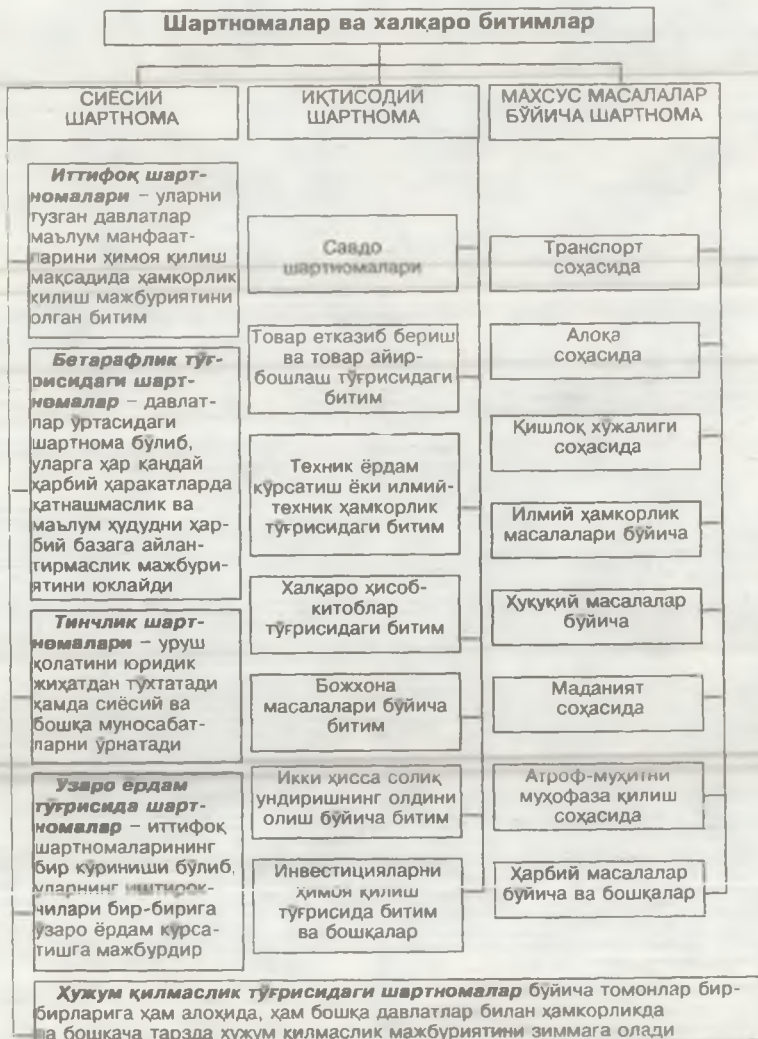 Шартномалар ва халқаро битимлар
СИЕСИИ
ШАРТНОМА
Иттифоқ шарт-
номалари – уларни
тузган давлатлар
маълум манфаат-
ларини ҳимоя қилиш
мақсадида ҳамкорлик
килиш мажбуриятини
олган битим
Бетарафлик тўғ-
рисидаги шарт-
номалар – давлат-
лар ўртасидаги
шартнома бўлиб,
уларга ҳар қандай
ҳарбий ҳаракатларда
қатнашмаслик ва
маълум ҳудудни ҳар-
бий базага айлан-
тирмаслик мажбури-
ятини юклайди
Тинчлик шарт-
номалари – уруш
ҳолатини юридик
жиҳатдан тўхтатади
ҳамда сиёсий ва
бошқа муносабат-
ларни ўрнатади
Узаро ёрдам
тўғрисида шарт-
номалар – иттифоқ
шартномаларининг
бир кўриниши бўлиб,
уларнинг иштирок-
чилари бир-бирига
ўзаро ёрдам кўрса-
тишга мажбурдир
ИҚТИСОДИИ
ШАРТНОМА
Савдо
шартномалари
Товар етказиб бериш
ва товар айир-
бошлаш тўғрисидаги
битим
Техник ёрдам
кўрсатиш ёки илмий-
техник ҳамкорлик
тўғрисидаги битим
Халқаро ҳисоб-
китоблар
тўғрисидаги битим
Божхона
масалалари бўйича
битим
Икки ҳисса солиқ
ундиришнинг олдини
олиш бўйича битим
Инвестицияларни
ҳимоя қилиш
тўғрисида битим
ва бошқалар
МАХСУС МАСАЛАЛАР
БЎЙИЧА ШАРТНОМА
Транспорт
соҳасида
Алоқа
соҳасида
Қишлоқ хўжалиги
соҳасида
Илмий ҳамкорлик
масалалари бўйича
Ҳуқуқий масалалар
бўйича
Маданият
соҳасида
Атроф-муҳитни
муҳофаза қилиш
соҳасида
Ҳарбий масалалар
бўйича ва бошқалар
Хужум қилмаслик тўғрисидаги шартномалар бўйича томонлар бир-
бирларига ҳам алоҳида, ҳам бошқа давлатлар билан ҳамкорликда
ва бошқача тарзда ҳужум қилмаслик мажбуриятини зиммага олади